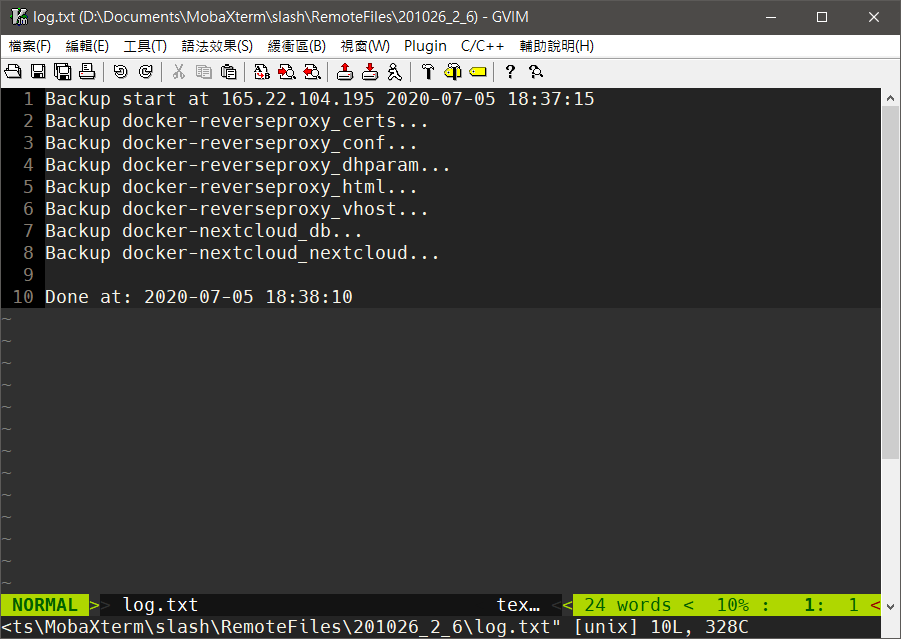 log.txt (D:\Documents\MobaXterm\slash\RemoteFiles\201026_2_6) - GVIM
檔案(F) 編輯(E) 工具(T) 語法效果(S) 緩衝區(B) 視窗(W) Plugin C/C++ 輔助說明(H)
1 Backup start at 165.22.104.195 2020-07-05 18:37:15
2 Backup docker-reverseproxy_certs...
3 Backup docker-reverseproxy_conf...
4 Backup docker-reverseproxy_dhparam...
5 Backup docker-reverseproxy_html...
6 Backup docker-reverseproxy_vhost...
7 Backup docker-nextcloud_db...
8 Backup docker-nextcloud_nextcloud...
9
10 Done at: 2020-07-05 18:38:10
~
~
~
~
~
~
~
~
~
~
~
~
~
NORMAL >> log.txt tex… << 24 words < 10% : 1: 1 <
<ts\MobaXterm\slash\RemoteFiles\201026_2_6\log.txt" [unix] 10L, 328C